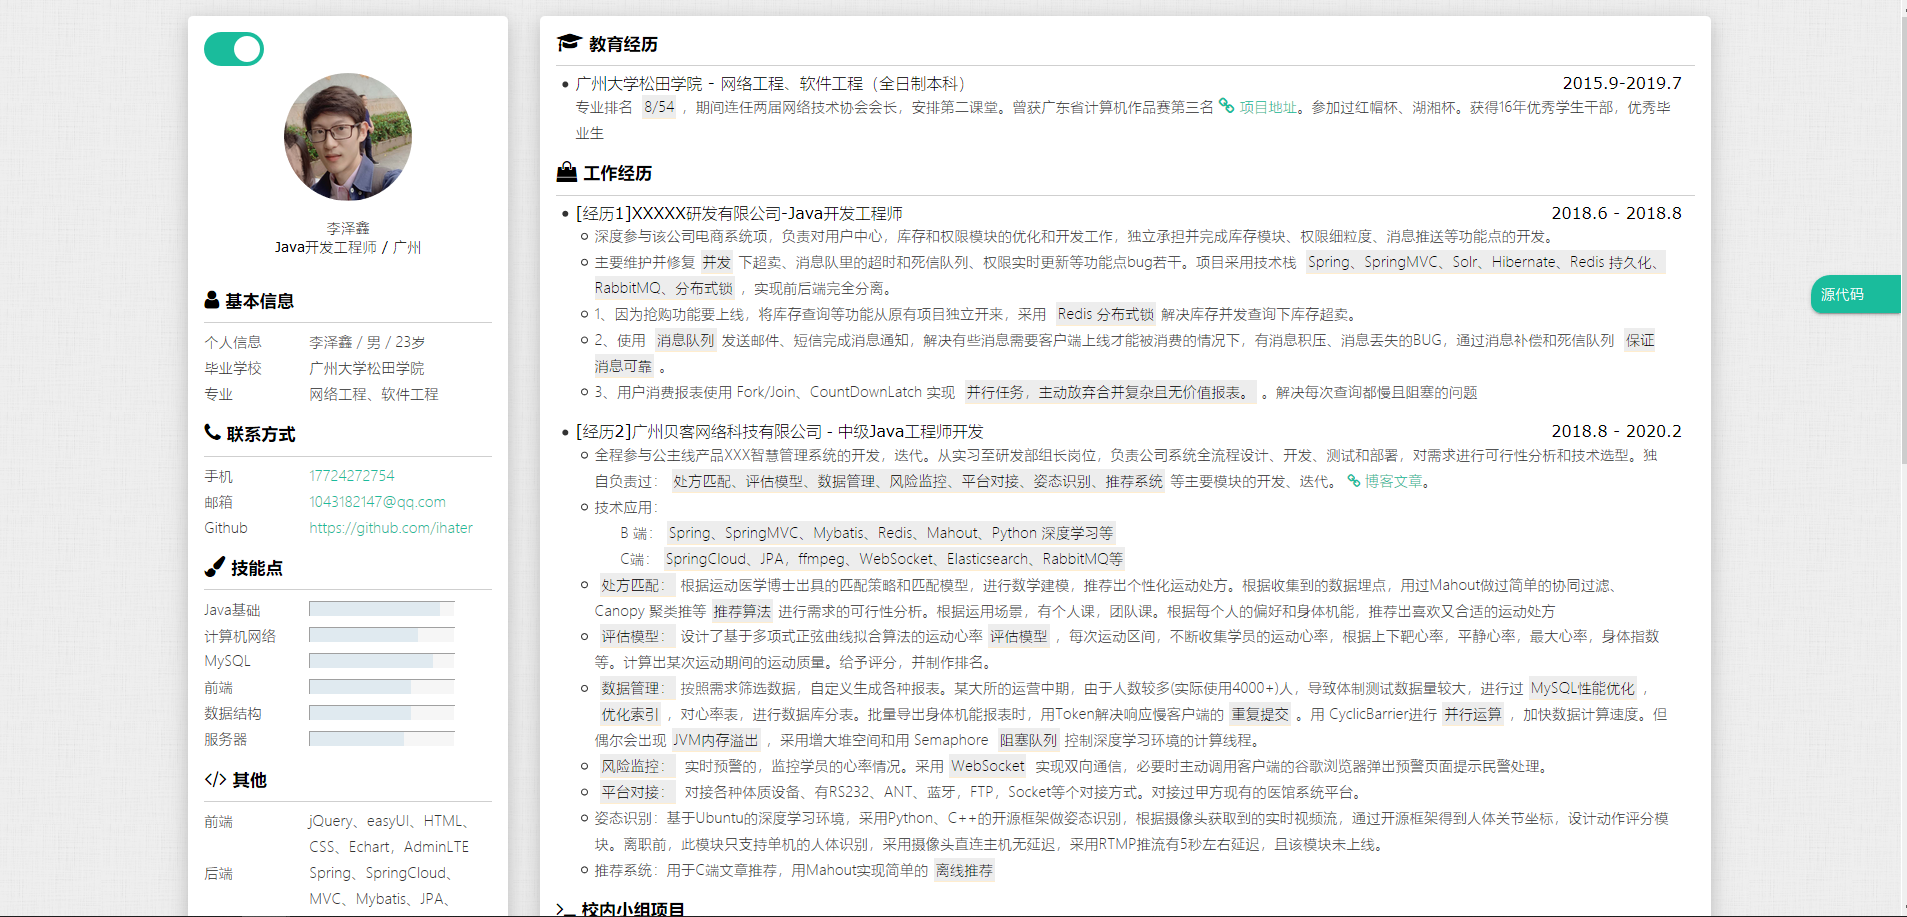 李泽鑫
Java开发工程师 / 广州
基本信息
个人信息 李泽鑫 / 男 / 23岁
毕业学校 广州大学松田学院
专业 网络工程、软件工程
联系方式
手机 17724272754
邮箱 1043182147@qq.com
Github https://github.com/ihater
技能点
Java基础
计算机网络
MySQL
前端
数据结构
服务器
</> 其他
前端 jQuery、easyUI、HTML、
CSS、Echart，AdminLTE
后端 Spring、SpringCloud、
MVC、Mybatis、JPA、
教育经历
广州大学松田学院 - 网络工程、软件工程（全日制本科） 2015.9-2019.7
专业排名 8/54 ，期间连任两届网络技术协会会长，安排第二课堂。曾获广东省计算机作品赛第三名 项目地址。参加过红帽杯、湖湘杯。获得16年优秀学生干部，优秀毕
业生
工作经历
[经历1]XXXXX研发有限公司-Java开发工程师 2018.6 - 2018.8
深度参与该公司电商系统项，负责对用户中心，库存和权限模块的优化和开发工作，独立承担并完成库存模块、权限细粒度、消息推送等功能点的开发。
主要维护并修复 并发 下超卖、消息队里的超时和死信队列、权限实时更新等功能点bug若干。项目采用技术栈 Spring、SpringMVC、Solr、Hibernate、Redis 持久化、
RabbitMQ、分布式锁 ，实现前后端完全分离。
1、因为抢购功能要上线，将库存查询等功能从原有项目独立开来，采用 Redis 分布式锁 解决库存并发查询下库存超卖。
2、使用 消息队列 发送邮件、短信完成消息通知，解决有些消息需要客户端上线才能被消费的情况下，有消息积压、消息丢失的BUG，通过消息补偿和死信队列 保证
消息可靠 。
3、用户消费报表使用 Fork/Join、CountDownLatch 实现 并行任务，主动放弃合并复杂且无价值报表。 。解决每次查询都慢且阻塞的问题
[经历2]广州贝客网络科技有限公司 - 中级Java工程师开发 2018.8 - 2020.2
全程参与公主线产品XXX智慧管理系统的开发，迭代。从实习至研发部组长岗位，负责公司系统全流程设计、开发、测试和部署，对需求进行可行性分析和技术选型。独
自负责过： 处方匹配、评估模型、数据管理、风险监控、平台对接、姿态识别、推荐系统 等主要模块的开发、迭代。 博客文章。
技术应用：
B 端： Spring、SpringMVC、Mybatis、Redis、Mahout、Python 深度学习等
C端： SpringCloud、JPA，ffmpeg、WebSocket、Elasticsearch、RabbitMQ等
处方匹配： 根据运动医学博士出具的匹配策略和匹配模型，进行数学建模，推荐出个性化运动处方。根据收集到的数据埋点，用过Mahout做过简单的协同过滤、
Canopy 聚类推等 推荐算法 进行需求的可行性分析。根据运用场景，有个人课，团队课。根据每个人的偏好和身体机能，推荐出喜欢又合适的运动处方
评估模型： 设计了基于多项式正弦曲线拟合算法的运动心率 评估模型 ，每次运动区间，不断收集学员的运动心率，根据上下靶心率，平静心率，最大心率，身体指数
等。计算出某次运动期间的运动质量。给予评分，并制作排名。
数据管理： 按照需求筛选数据，自定义生成各种报表。某大所的运营中期，由于人数较多(实际使用4000+)人，导致体制测试数据量较大，进行过 MySQL性能优化 ，
优化索引 ，对心率表，进行数据库分表。批量导出身体机能报表时，用Token解决响应慢客户端的 重复提交 。用 CyclicBarrier进行 并行运算 ，加快数据计算速度。但
偶尔会出现 JVM内存溢出 ，采用增大堆空间和用 Semaphore 阻塞队列 控制深度学习环境的计算线程。
风险监控： 实时预警的，监控学员的心率情况。采用 WebSocket 实现双向通信，必要时主动调用客户端的谷歌浏览器弹出预警页面提示民警处理。
平台对接： 对接各种体质设备、有RS232、ANT、蓝牙，FTP，Socket等个对接方式。对接过甲方现有的医馆系统平台。
姿态识别：基于Ubuntu的深度学习环境，采用Python、C++的开源框架做姿态识别，根据摄像头获取到的实时视频流，通过开源框架得到人体关节坐标，设计动作评分模
块。离职前，此模块只支持单机的人体识别，采用摄像头直连主机无延迟，采用RTMP推流有5秒左右延迟，且该模块未上线。
推荐系统：用于C端文章推荐，用Mahout实现简单的 离线推荐
校内小组项目
源代码